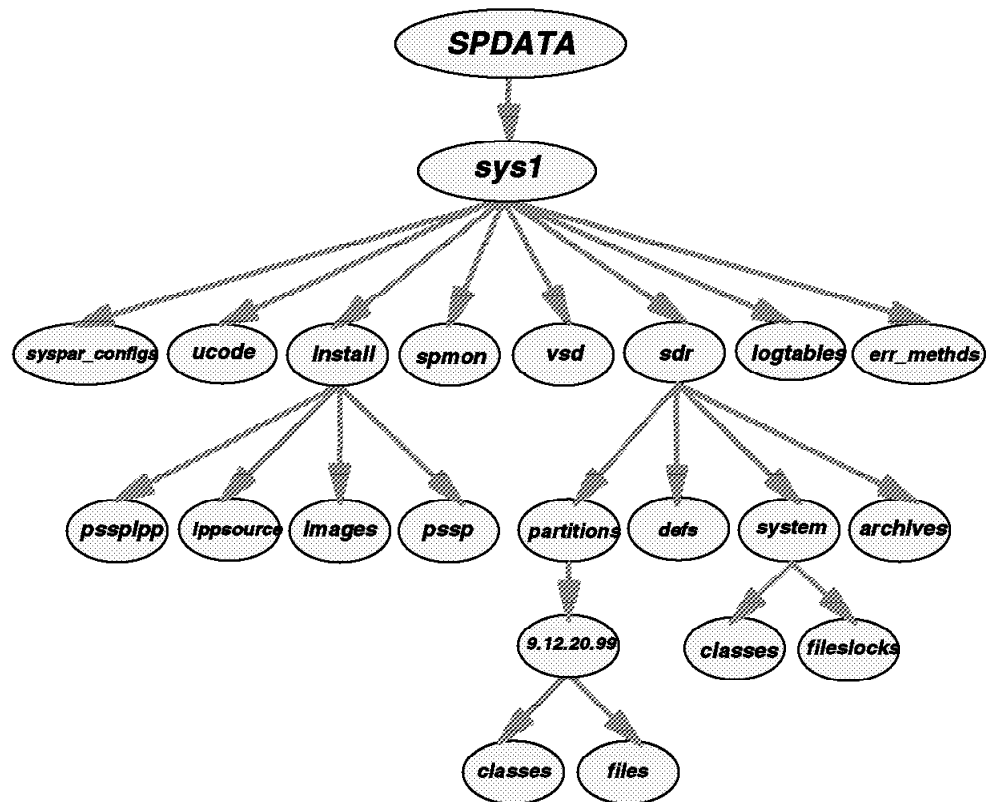 SPDATA
sys1
syspar_configs
ucode
install
spmon
vsd
sdr
logtables
err_methds
pssplpp
lppsource
images
pssp
partitions
defs
system
archives
9.12.20.99
classes
fileslocks
classes
files